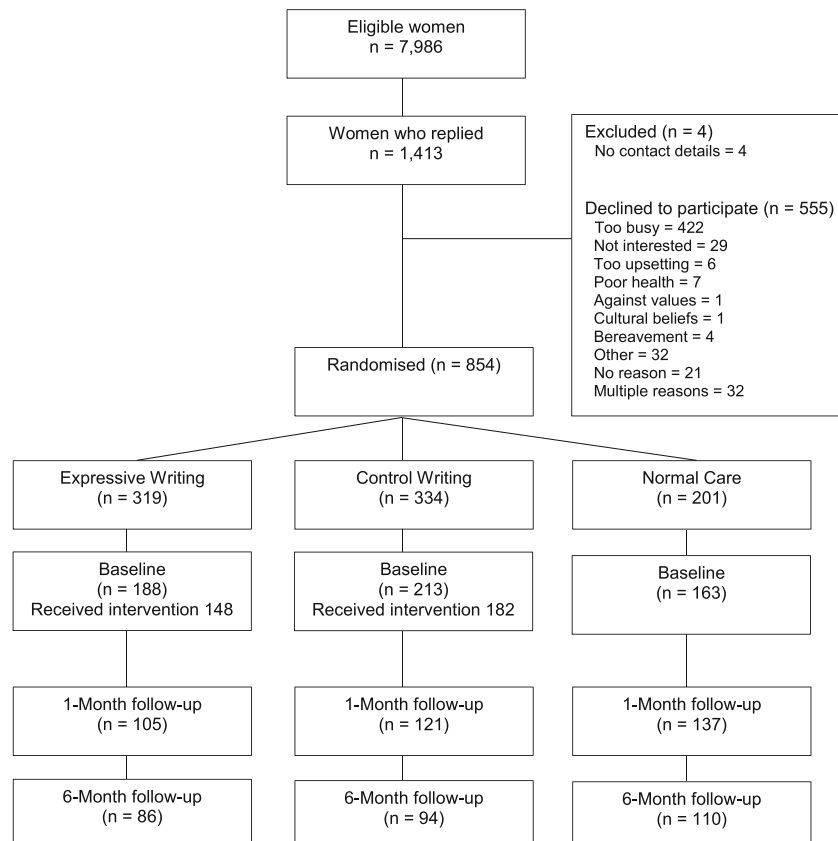 Eligible women
n = 7,986
Women who replied
n = 1,413
Excluded (n = 4)
No contact details = 4
Declined to participate (n = 555)
Too busy = 422
Not interested = 29
Too upsetting = 6
Poor health = 7
Against values = 1
Cultural beliefs = 1
Bereavement = 4
Other = 32
No reason = 21
Multiple reasons = 32
Randomised (n = 854)
Expressive Writing
(n = 319)
Control Writing
(n = 334)
Normal Care
(n = 201)
Baseline
(n = 188)
Received intervention 148
Baseline
(n = 213)
Received intervention 182
Baseline
(n = 163)
1-Month follow-up
(n = 105)
1-Month follow-up
(n = 121)
1-Month follow-up
(n = 137)
6-Month follow-up
(n = 86)
6-Month follow-up
(n = 94)
6-Month follow-up
(n = 110)